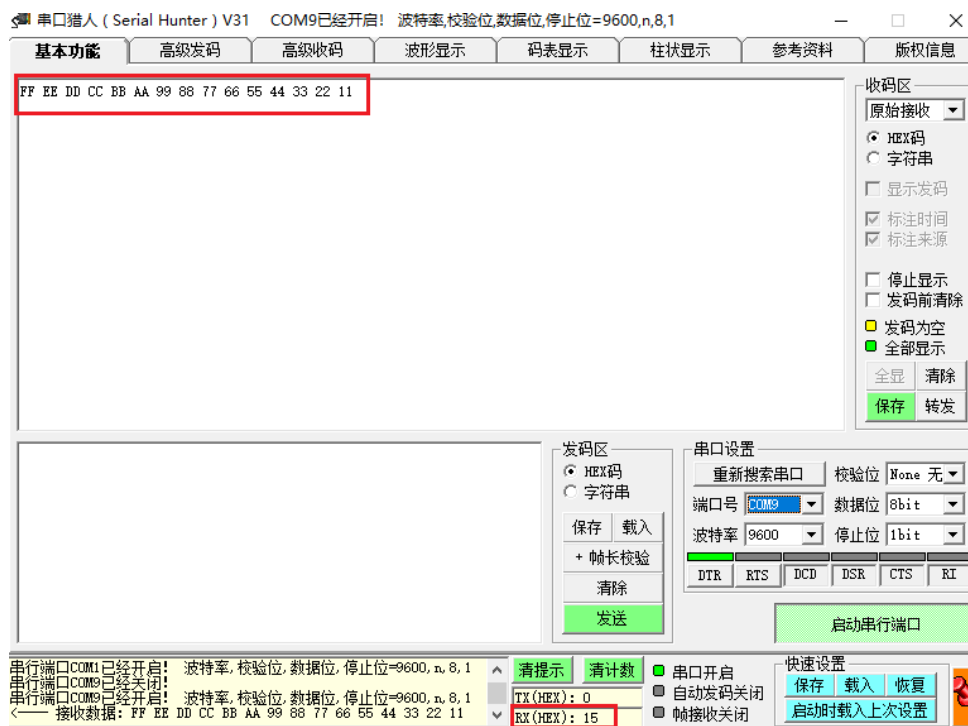 串口猎人 ( Serial Hunter ) V31 COM9已经开启! 波特率,校验位,数据位,停止位=9600,n,8,1
基本功能 高级发码 高级收码 波形显示 码表显示 柱状显示 参考资料 版权信息
FF EE DD CC BB AA 99 88 77 66 55 44 33 22 11
收码区
原始接收
HEX码
字符串
显示发码
标注时间
标注来源
停止显示
发码前清除
发码为空
全部显示
全显 清除
保存 转发
发码区
HEX码
字符串
保存 载入
+ 帧长校验
清除
发送
串口设置
重新搜索串口 校验位 None 无
端口号 COM9 数据位 8bit
波特率 9600 停止位 1bit
DTR RTS DCD DSR CTS RI
启动串行端口
串行端口COM1已经开启! 波特率,校验位,数据位,停止位=9600,n,8,1
串行端口COM9已经关闭!
串行端口COM9已经开启! 波特率,校验位,数据位,停止位=9600,n,8,1
<—— 接收数据: FF EE DD CC BB AA 99 88 77 66 55 44 33 22 11
清提示 清计数
TX(HEX): 0
RX(HEX): 15
串口开启
自动发码关闭
帧接收关闭
快速设置
保存 载入 恢复
启动时载入上次设置